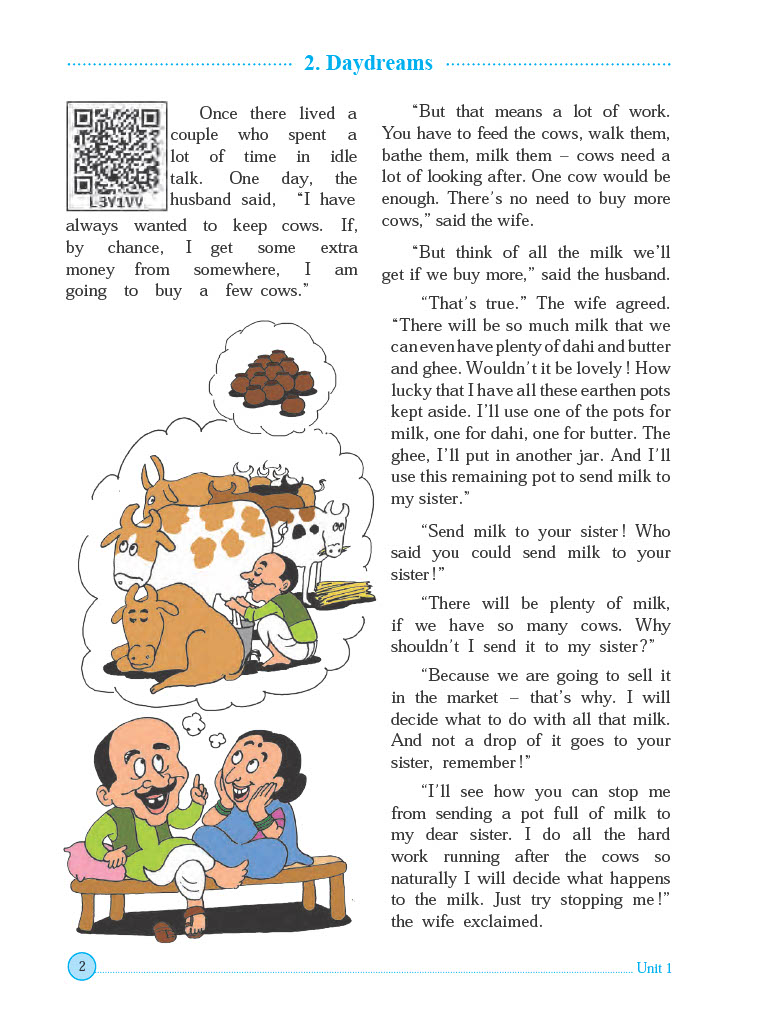 2. Daydreams
L3Y1VV
Once there lived a
couple who spent a
lot of time in idle
talk. One day, the
husband said, “I have
always wanted to keep cows. If,
by chance, I get some extra
money from somewhere, I am
going to buy a few cows.”
“But that means a lot of work.
You have to feed the cows, walk them,
bathe them, milk them – cows need a
lot of looking after. One cow would be
enough. There’s no need to buy more
cows,” said the wife.
“But think of all the milk we’ll
get if we buy more,” said the husband.
“That’s true.” The wife agreed.
“There will be so much milk that we
can even have plenty of dahi and butter
and ghee. Wouldn’t it be lovely ! How
lucky that I have all these earthen pots
kept aside. I’ll use one of the pots for
milk, one for dahi, one for butter. The
ghee, I’ll put in another jar. And I’ll
use this remaining pot to send milk to
my sister.”
“Send milk to your sister ! Who
said you could send milk to your
sister !”
“There will be plenty of milk,
if we have so many cows. Why
shouldn’t I send it to my sister ?”
“Because we are going to sell it
in the market – that’s why. I will
decide what to do with all that milk.
And not a drop of it goes to your
sister, remember !”
“I’ll see how you can stop me
from sending a pot full of milk to
my dear sister. I do all the hard
work running after the cows so
naturally I will decide what happens
to the milk. Just try stopping me !”
the wife exclaimed.
2
Unit 1